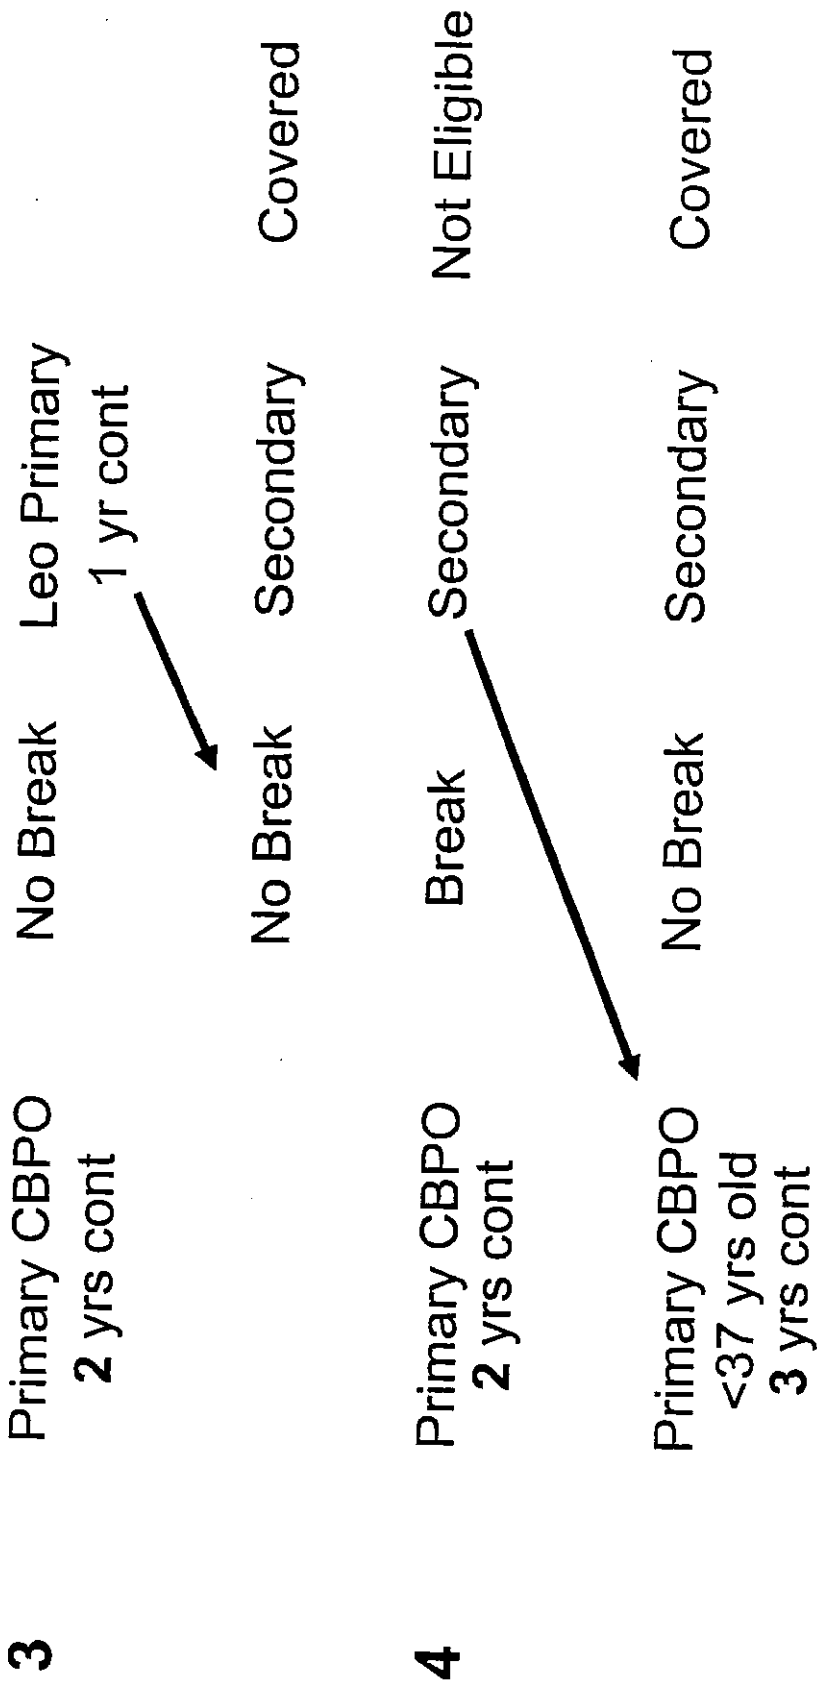 3 Primary CBPO No Break Leo Primary
2 yrs cont 1 yr cont
No Break Secondary Covered
4 Primary CBPO Break Secondary Not Eligible
2 yrs cont
Primary CBPO No Break Secondary Covered
<37 yrs old
3 yrs cont